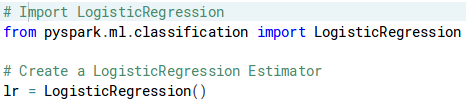 # Import LogisticRegression
from pyspark.ml.classification import LogisticRegression
# Create a LogisticRegression Estimator
lr = LogisticRegression()